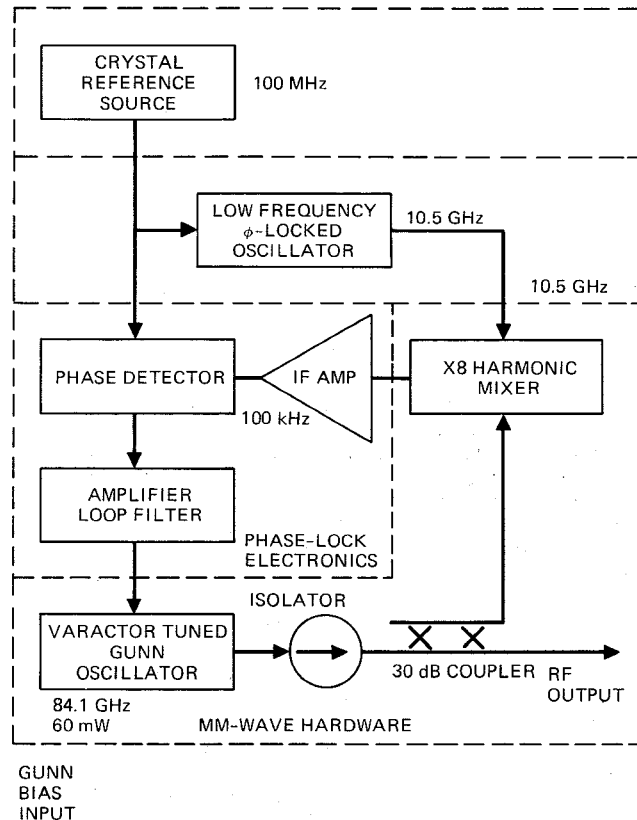 CRYSTAL
REFERENCE
SOURCE
100 MHz
LOW FREQUENCY
ϕ-LOCKED
OSCILLATOR
10.5 GHz
10.5 GHz
PHASE DETECTOR
IF AMP
100 kHz
X8 HARMONIC
MIXER
AMPLIFIER
LOOP FILTER
PHASE-LOCK
ELECTRONICS
ISOLATOR
VARACTOR TUNED
GUNN
OSCILLATOR
30 dB COUPLER
RF
OUTPUT
84.1 GHz
60 mW
MM-WAVE HARDWARE
GUNN
BIAS
INPUT